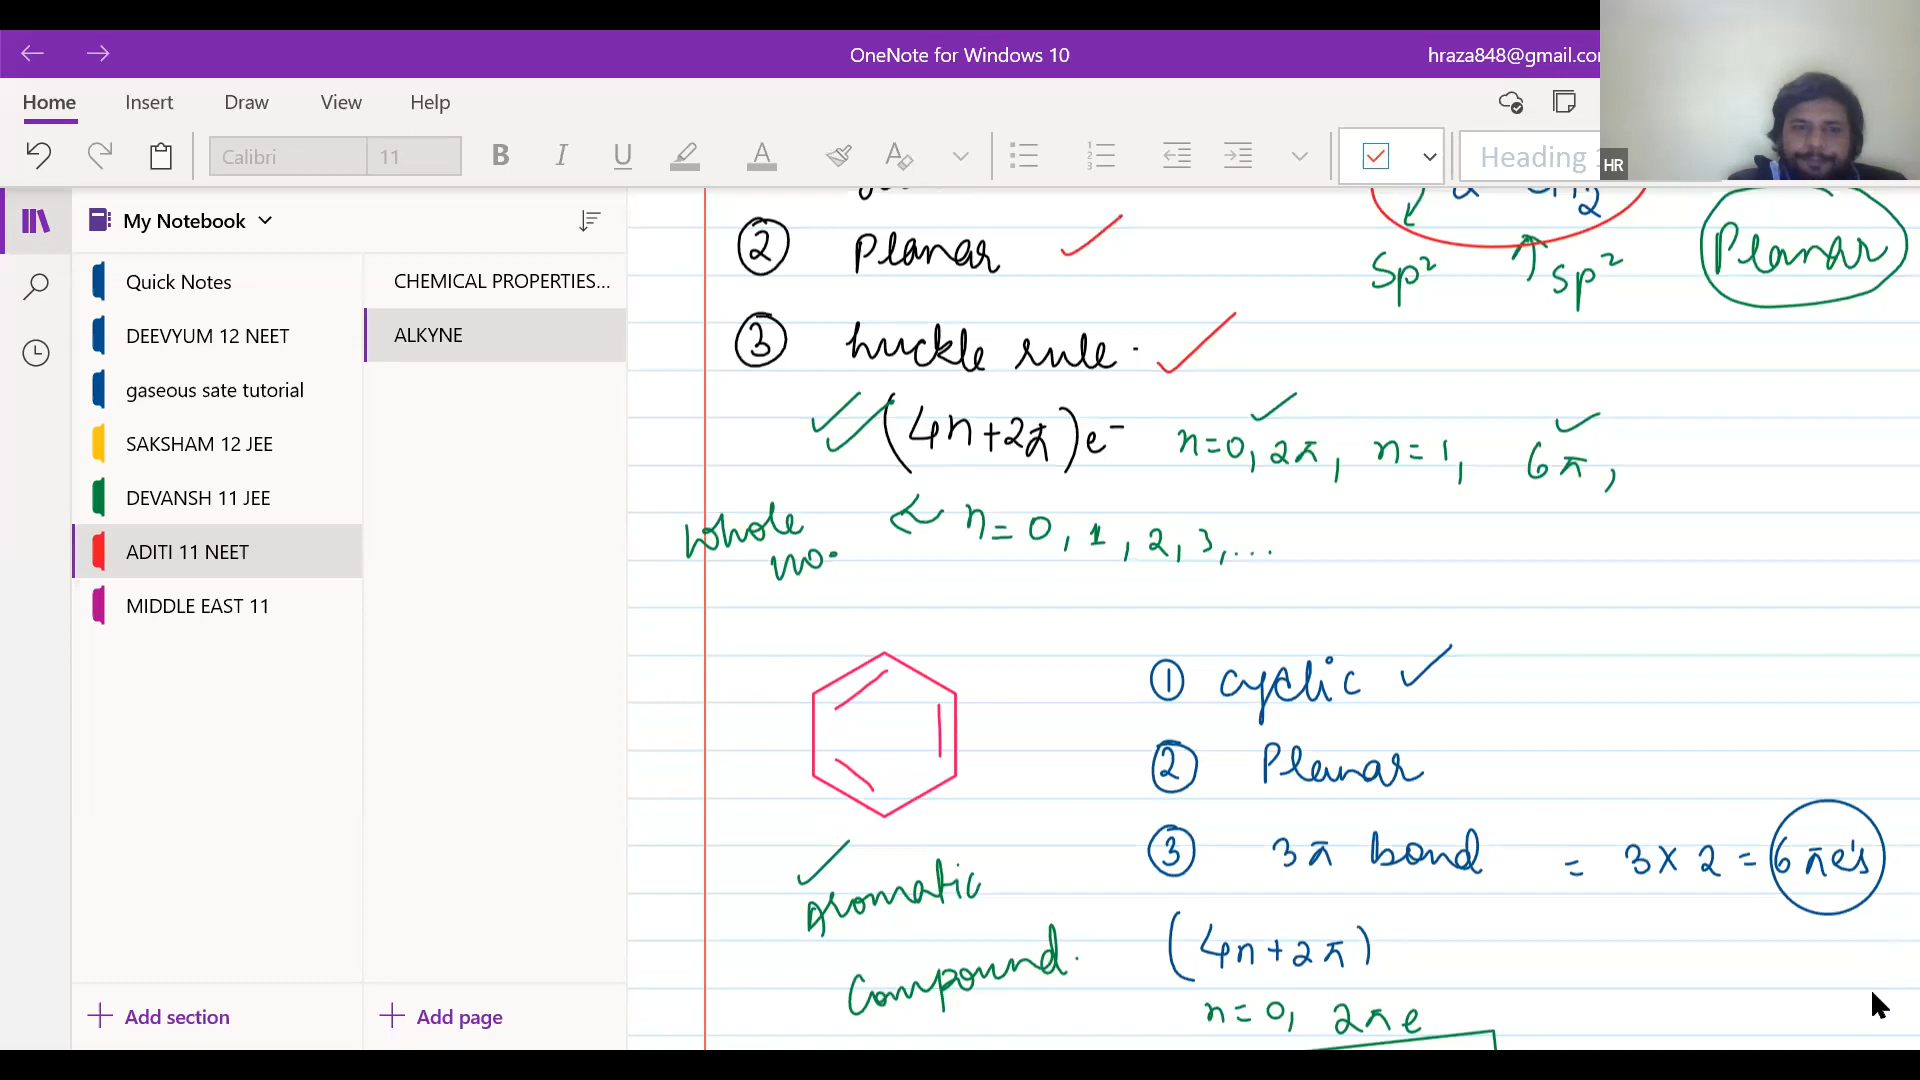 OneNote for Windows 10
hraza848@gmail.co
Home Insert Draw View Help
Calibri 11 B I U A Heading
HR
My Notebook
Quick Notes
DEEVYUM 12 NEET
gaseous sate tutorial
SAKSHAM 12 JEE
DEVANSH 11 JEE
ADITI 11 NEET
MIDDLE EAST 11
Add section
CHEMICAL PROPERTIES...
ALKYNE
Add page
② Planar
Sp² Sp² Planar
③ huckle rule.
(4n+2π)e⁻ n=0, 2π, n=1, 6π,
Whole no. ← n=0, 1, 2, 3,...
① cyclic
② Planar
③ 3π bond = 3×2 = 6πe's
Aromatic
Compound.
(4n+2π)
n=0, 2πe